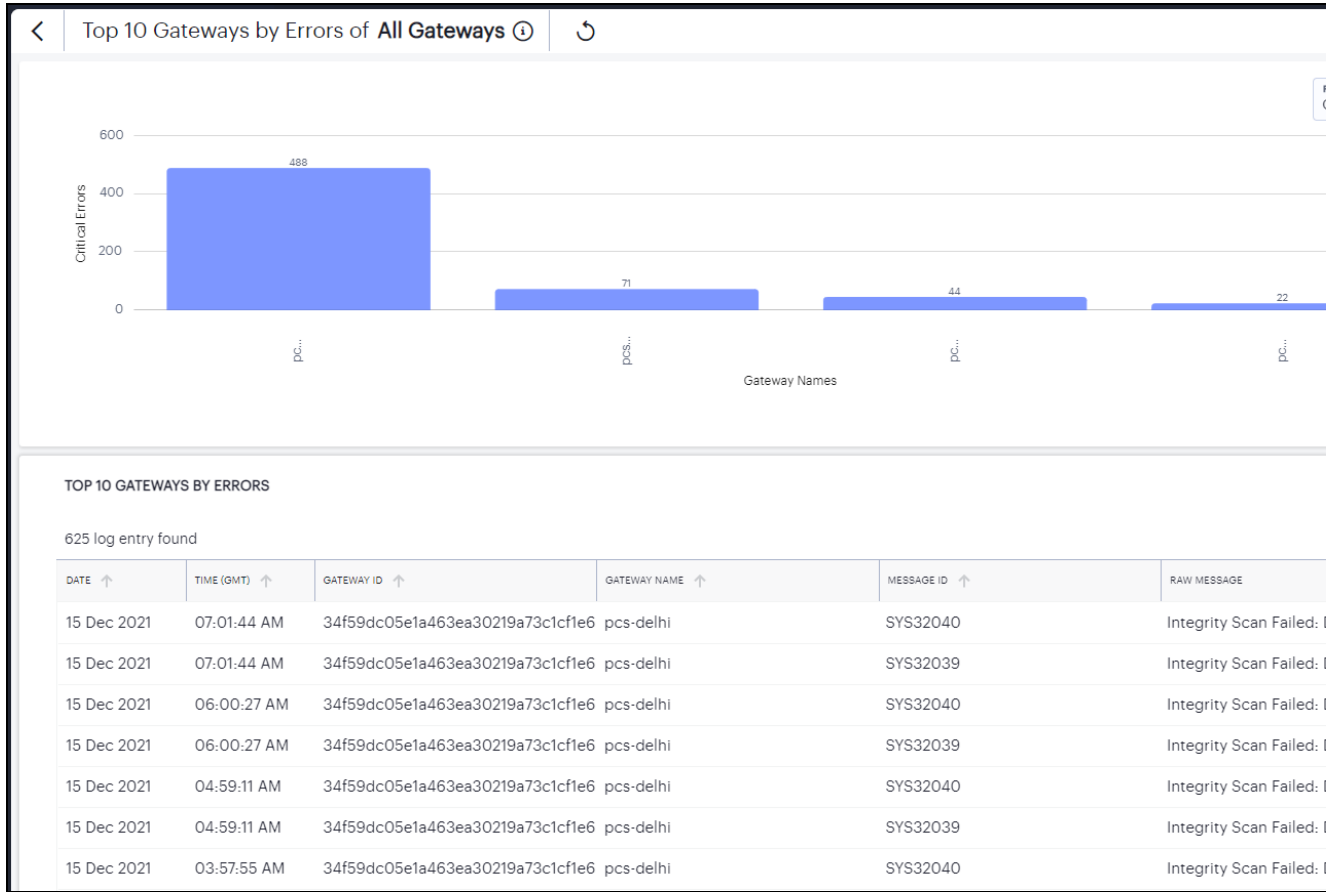 Top 10 Gateways by Errors of All Gateways
600
488
400
Critical Errors
200
71
44
22
0
pc...
pcs...
pc...
pc...
Gateway Names
TOP 10 GATEWAYS BY ERRORS
625 log entry found
DATE TIME (GMT) GATEWAY ID GATEWAY NAME MESSAGE ID RAW MESSAGE
15 Dec 2021 07:01:44 AM 34f59dc05e1a463ea30219a73c1cf1e6 pcs-delhi SYS32040 Integrity Scan Failed:
15 Dec 2021 07:01:44 AM 34f59dc05e1a463ea30219a73c1cf1e6 pcs-delhi SYS32039 Integrity Scan Failed:
15 Dec 2021 06:00:27 AM 34f59dc05e1a463ea30219a73c1cf1e6 pcs-delhi SYS32040 Integrity Scan Failed:
15 Dec 2021 06:00:27 AM 34f59dc05e1a463ea30219a73c1cf1e6 pcs-delhi SYS32039 Integrity Scan Failed:
15 Dec 2021 04:59:11 AM 34f59dc05e1a463ea30219a73c1cf1e6 pcs-delhi SYS32040 Integrity Scan Failed:
15 Dec 2021 04:59:11 AM 34f59dc05e1a463ea30219a73c1cf1e6 pcs-delhi SYS32039 Integrity Scan Failed:
15 Dec 2021 03:57:55 AM 34f59dc05e1a463ea30219a73c1cf1e6 pcs-delhi SYS32040 Integrity Scan Failed: